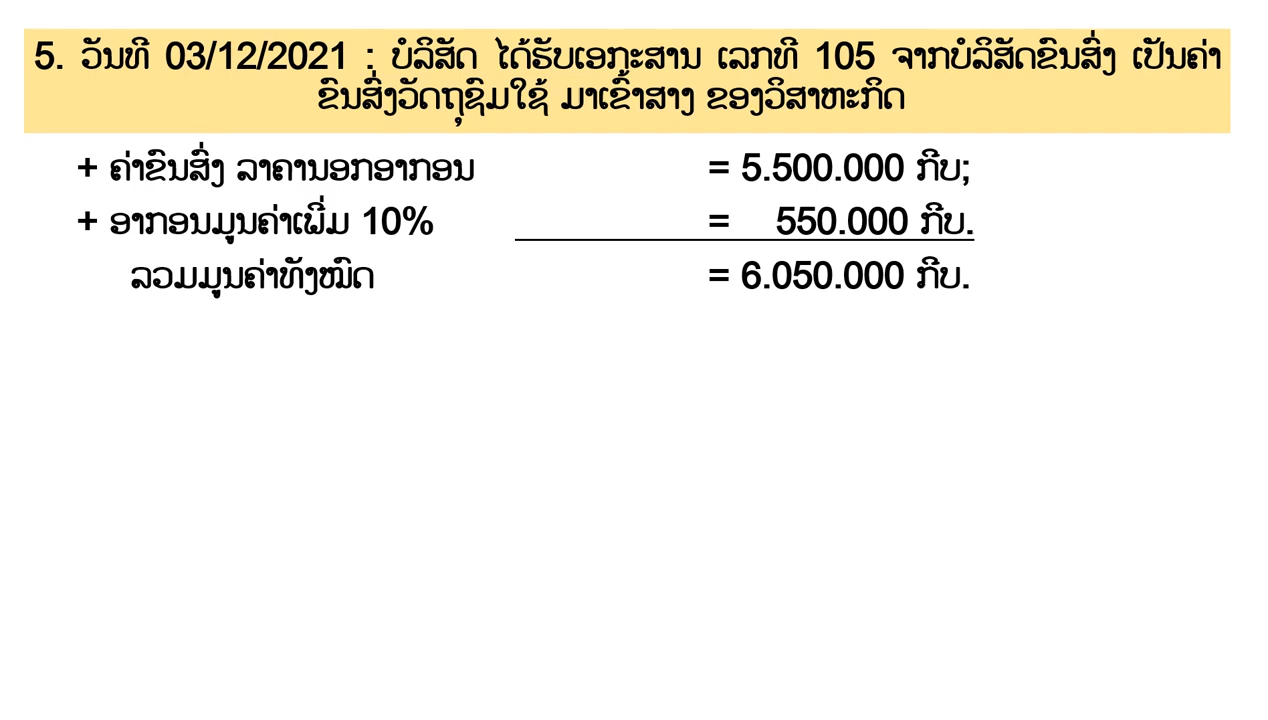 5. ວັນທີ 03/12/2021 : ບໍລິສັດ ໄດ້ຮັບເອກະສານ ເລກທີ 105 ຈາກບໍລິສັດຂົນສົ່ງ ເປັນຄ່າ
ຂົນສົ່ງວັດຖຸຊົມໃຊ້ ມາເຂົ້າສາງ ຂອງວິສາຫະກິດ
+ ຄ່າຂົນສົ່ງ ລາຄານອກອາກອນ = 5.500.000 ກີບ;
+ ອາກອນມູນຄ່າເພີ່ມ 10% = 550.000 ກີບ.
ລວມມູນຄ່າທັງໝົດ = 6.050.000 ກີບ.